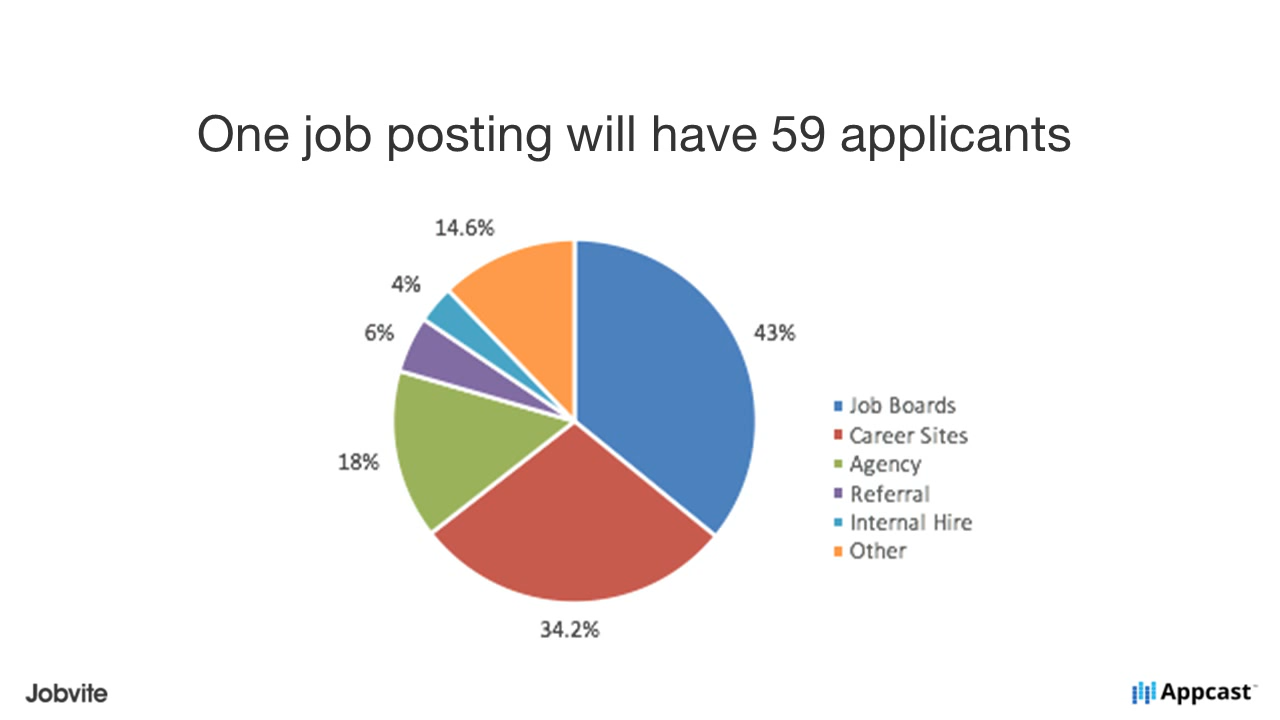 One job posting will have 59 applicants
14.6%
4%
6%
43%
18%
34.2%
Job Boards
Career Sites
Agency
Referral
Internal Hire
Other
Jobvite
Appcast™